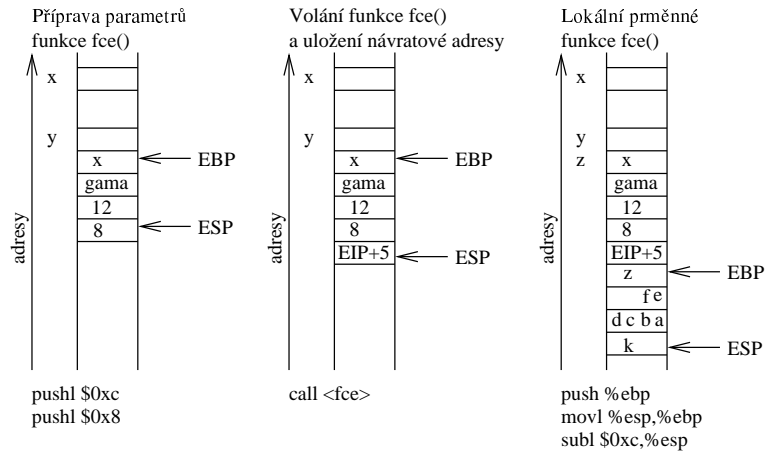 Příprava parametrů
funkce fce()
x
y
x
EBP
gama
12
8
ESP
adresy
pushl $0xc
pushl $0x8
Volání funkce fce()
a uložení návratové adresy
x
y
x
EBP
gama
12
8
EIP+5
ESP
adresy
call <fce>
Lokální prměnné
funkce fce()
x
y
z
x
gama
12
8
EIP+5
z
EBP
f e
d c b a
k
ESP
adresy
push %ebp
movl %esp,%ebp
subl $0xc,%esp